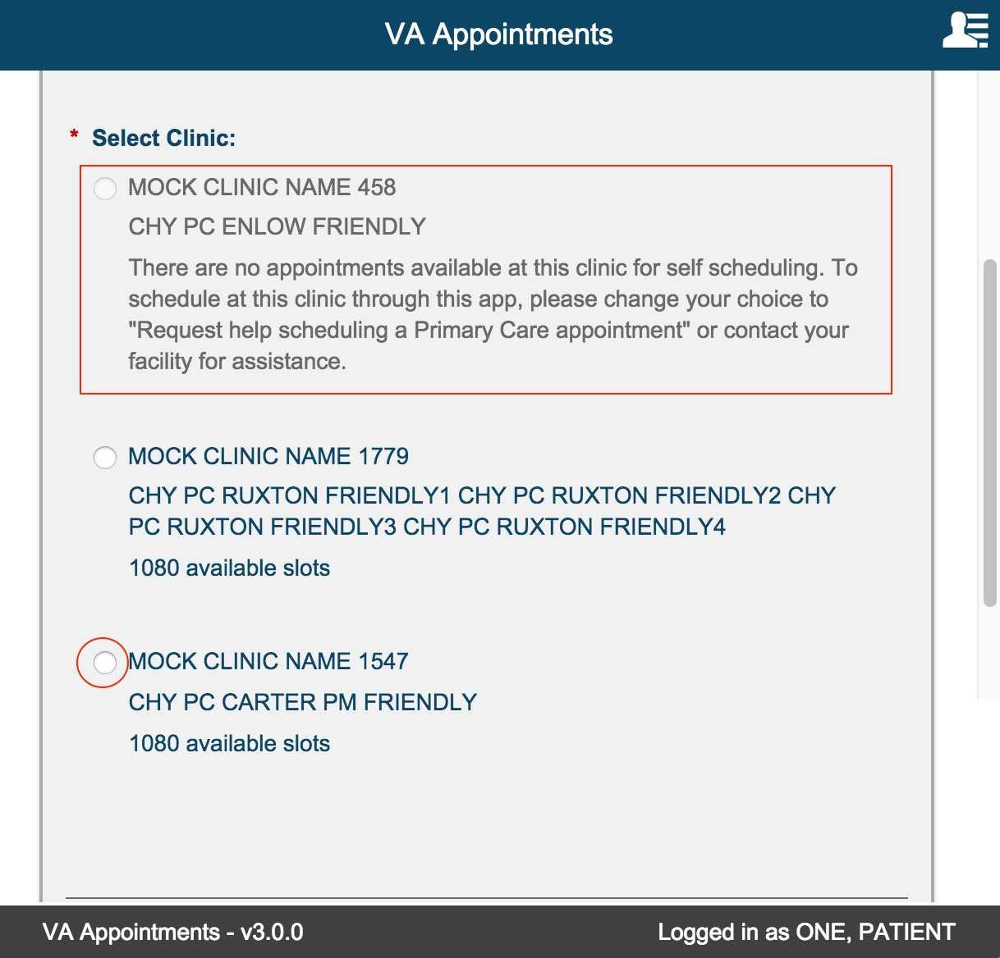 VA Appointments
* Select Clinic:
MOCK CLINIC NAME 458
CHY PC ENLOW FRIENDLY
There are no appointments available at this clinic for self scheduling. To
schedule at this clinic through this app, please change your choice to
"Request help scheduling a Primary Care appointment" or contact your
facility for assistance.
MOCK CLINIC NAME 1779
CHY PC RUXTON FRIENDLY1 CHY PC RUXTON FRIENDLY2 CHY
PC RUXTON FRIENDLY3 CHY PC RUXTON FRIENDLY4
1080 available slots
MOCK CLINIC NAME 1547
CHY PC CARTER PM FRIENDLY
1080 available slots
VA Appointments - v3.0.0
Logged in as ONE, PATIENT